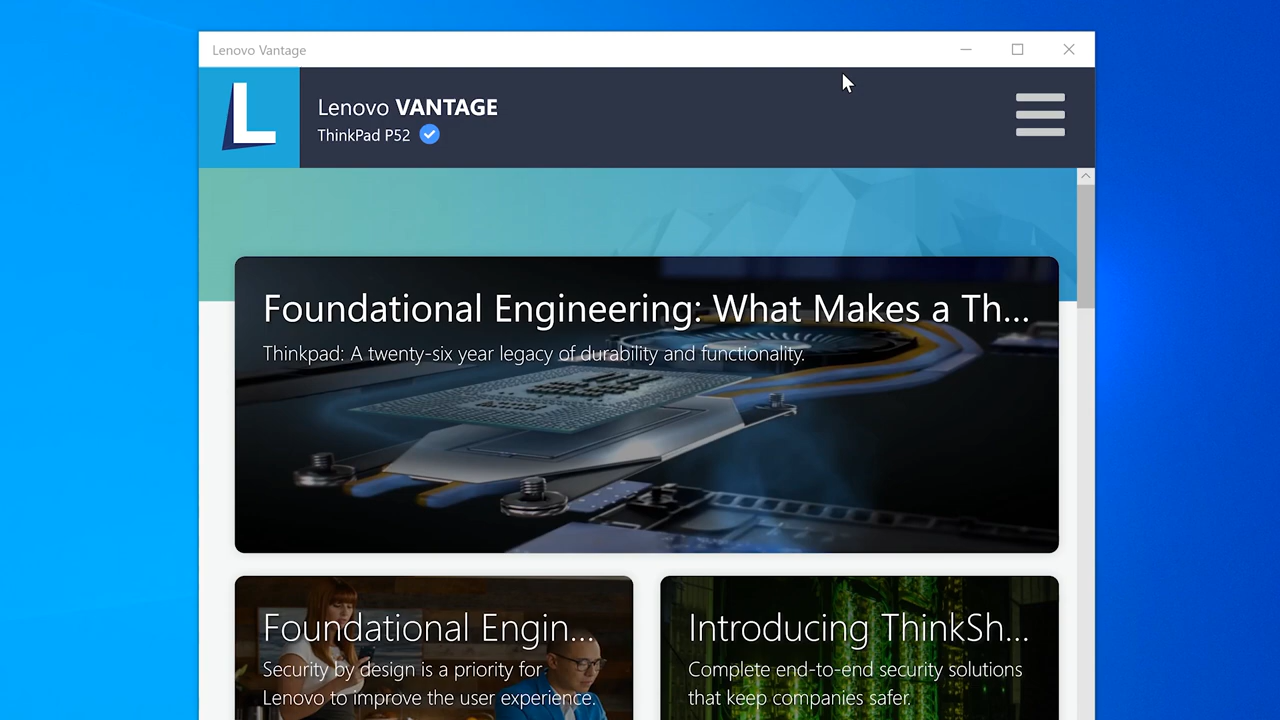 Lenovo Vantage
Lenovo VANTAGE
ThinkPad P52
Foundational Engineering: What Makes a Th...
Thinkpad: A twenty-six year legacy of durability and functionality.
Foundational Engin...
Security by design is a priority for
Lenovo to improve the user experience.
Introducing ThinkSh...
Complete end-to-end security solutions
that keep companies safer.